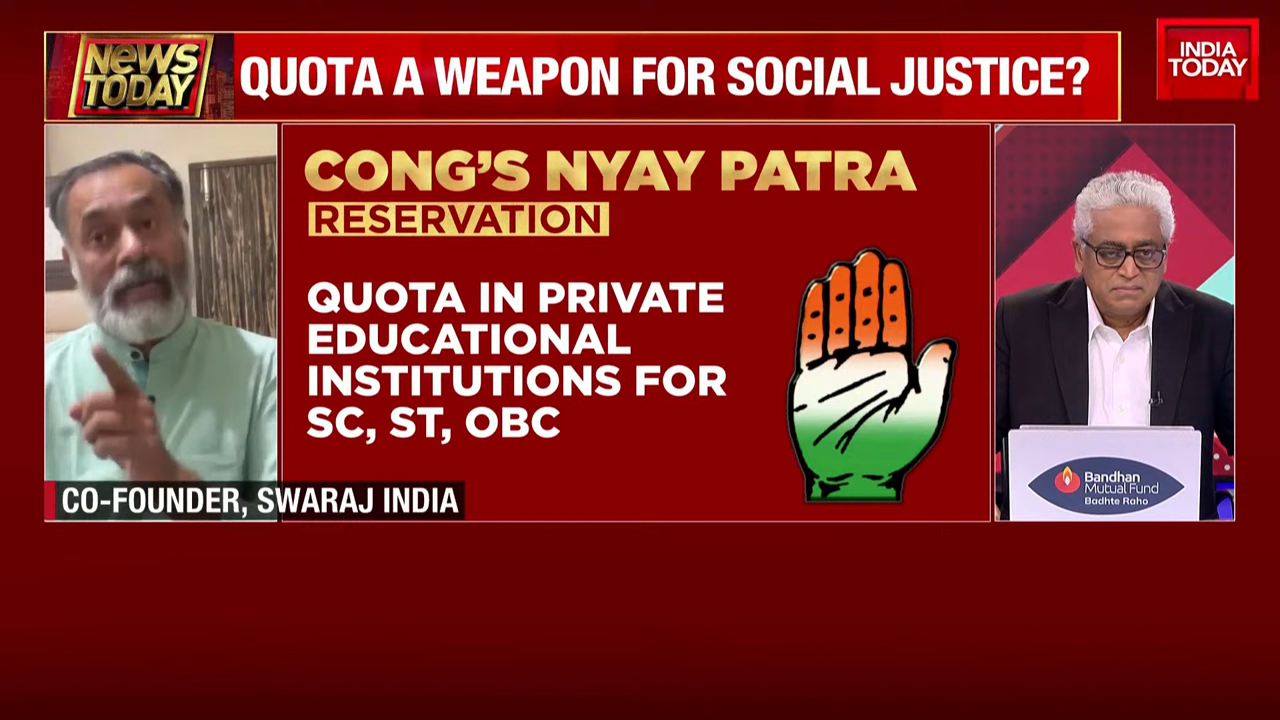 NEWS
TODAY
QUOTA A WEAPON FOR SOCIAL JUSTICE?
INDIA
TODAY
CONG'S NYAY PATRA
RESERVATION
QUOTA IN PRIVATE
EDUCATIONAL
INSTITUTIONS FOR
SC, ST, OBC
CO-FOUNDER, SWARAJ INDIA
Bandhan
Mutual Fund
Badhte Raho